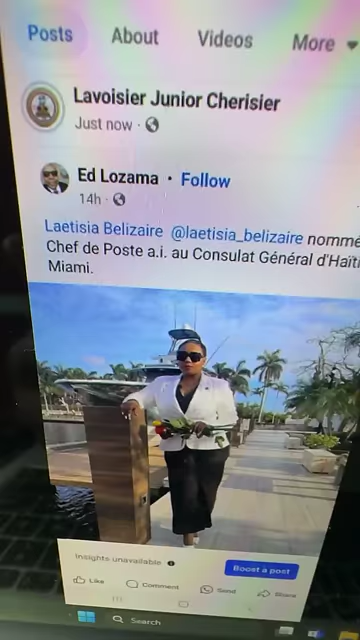 Posts About Videos More
Lavoisier Junior Cherisier
Just now ·
Ed Lozama • Follow
14h ·
Laetisia Belizaire @laetisia_belizaire nommé
Chef de Poste a.i. au Consulat Général d'Haïti
Miami.
Insights unavailable
Boost a post
Like Comment Send Share
Search